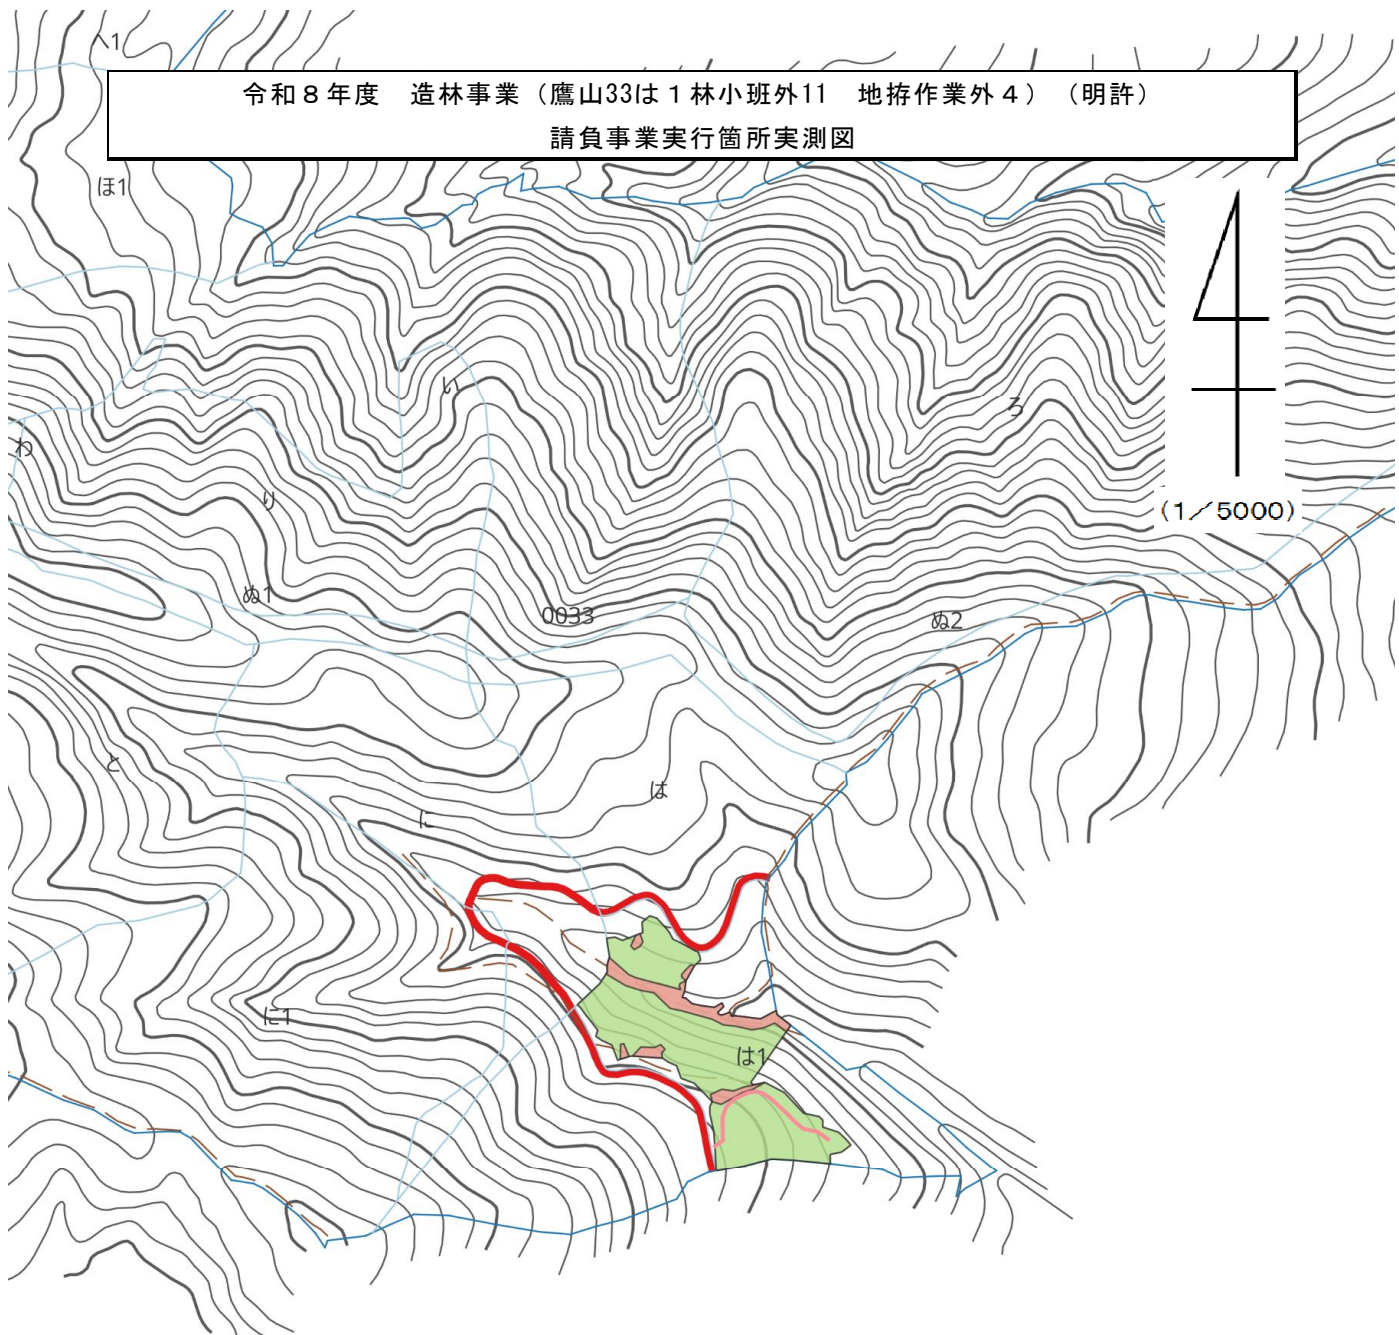 へ1
令和８年度　造林事業（鷹山33は１林小班外11　地拵作業外４）（明許）
請負事業実行箇所実測図
ほ1
い
ろ
わ
り
(1／5000)
ぬ1
0033
ぬ2
と
は
に
に1
は1